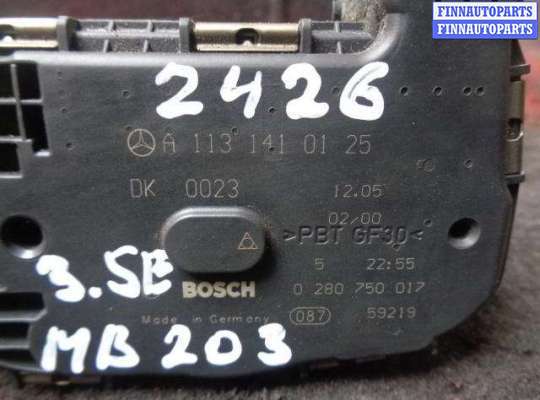 FINNAUTOPARTS
FINNAUTOPARTS
2426
A 113 141 01 25
DK 0023
12.05
02/00
>PBT GF30<
3.5E
5 22:55
BOSCH
0 280 750 017
Made in Germany
087 59219
MB 203